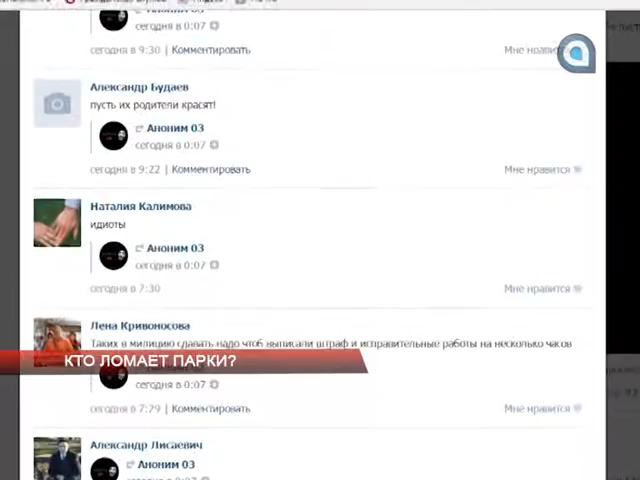 Аноним 03
сегодня в 0:07
сегодня в 9:30 | Комментировать
Мне нравится
Александр Будаев
пусть их родители красят!
Аноним 03
сегодня в 0:07
сегодня в 9:22 | Комментировать
Мне нравится
Наталия Калимова
идиоты
Аноним 03
сегодня в 0:07
сегодня в 7:30
Мне нравится
Лена Кривоносова
Таких в милицию сдавать надо чтоб выписали штраф и исправительные работы на несколько часов
КТО ЛОМАЕТ ПАРКИ?
сегодня в 0:07
сегодня в 7:29 | Комментировать
Мне нравится
Александр Лисаевич
Аноним 03